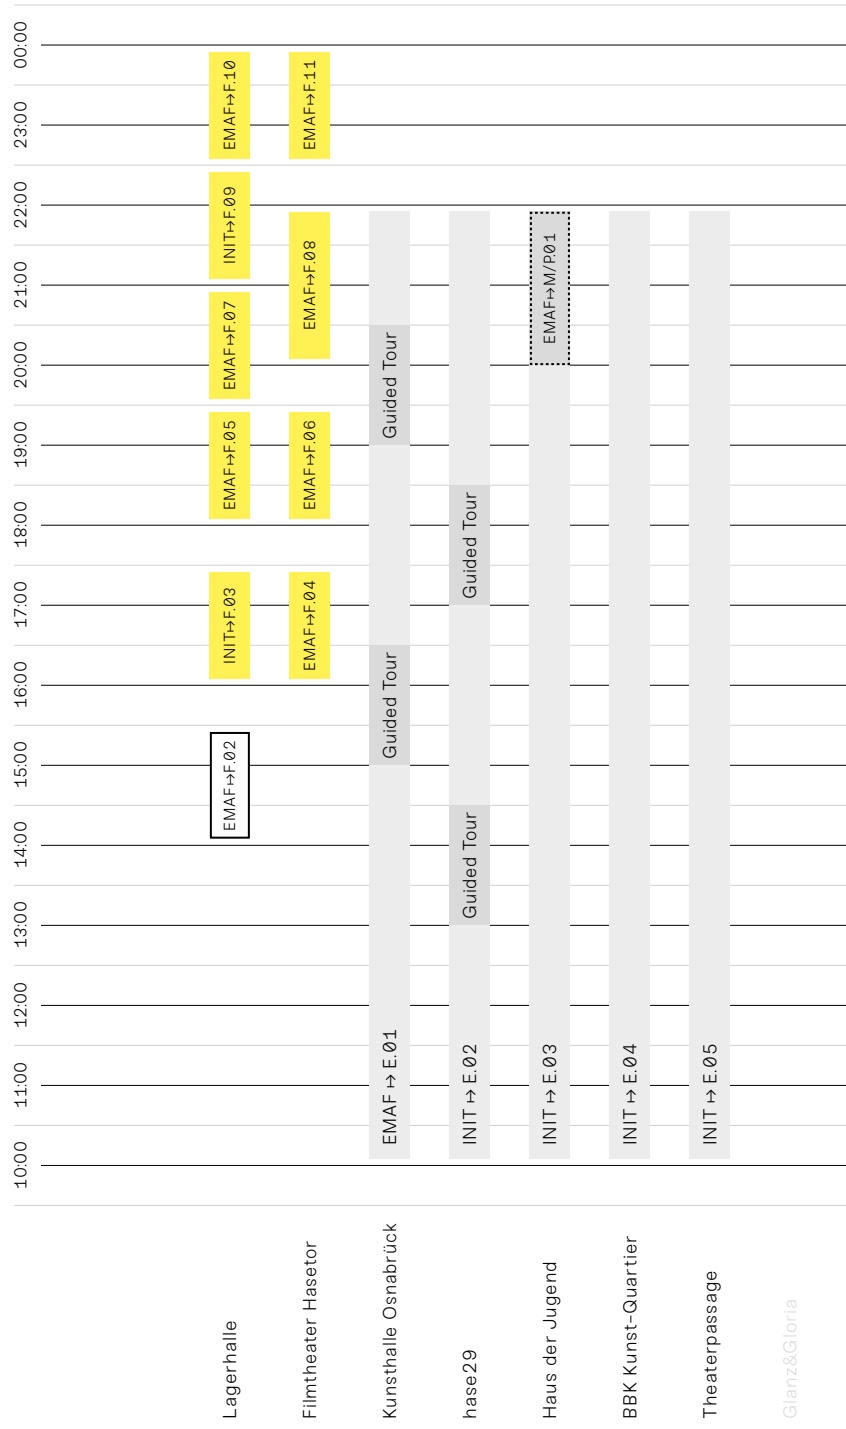 10:00 11:00 12:00 13:00 14:00 15:00 16:00 17:00 18:00 19:00 20:00 21:00 22:00 23:00 00:00
Lagerhalle EMAF↦F.02 INIT↦F.03 EMAF↦F.05 EMAF↦F.07 INIT↦F.09 EMAF↦F.10
Filmtheater Hasetor EMAF↦F.04 EMAF↦F.06 EMAF↦F.08 EMAF↦F.11
Kunsthalle Osnabrück EMAF ↦ E.01 Guided Tour Guided Tour
hase29 INIT ↦ E.02 Guided Tour Guided Tour
Haus der Jugend INIT ↦ E.03 EMAF↦M/P.01
BBK Kunst-Quartier INIT ↦ E.04
Theaterpassage INIT ↦ E.05
Glanz&Gloria